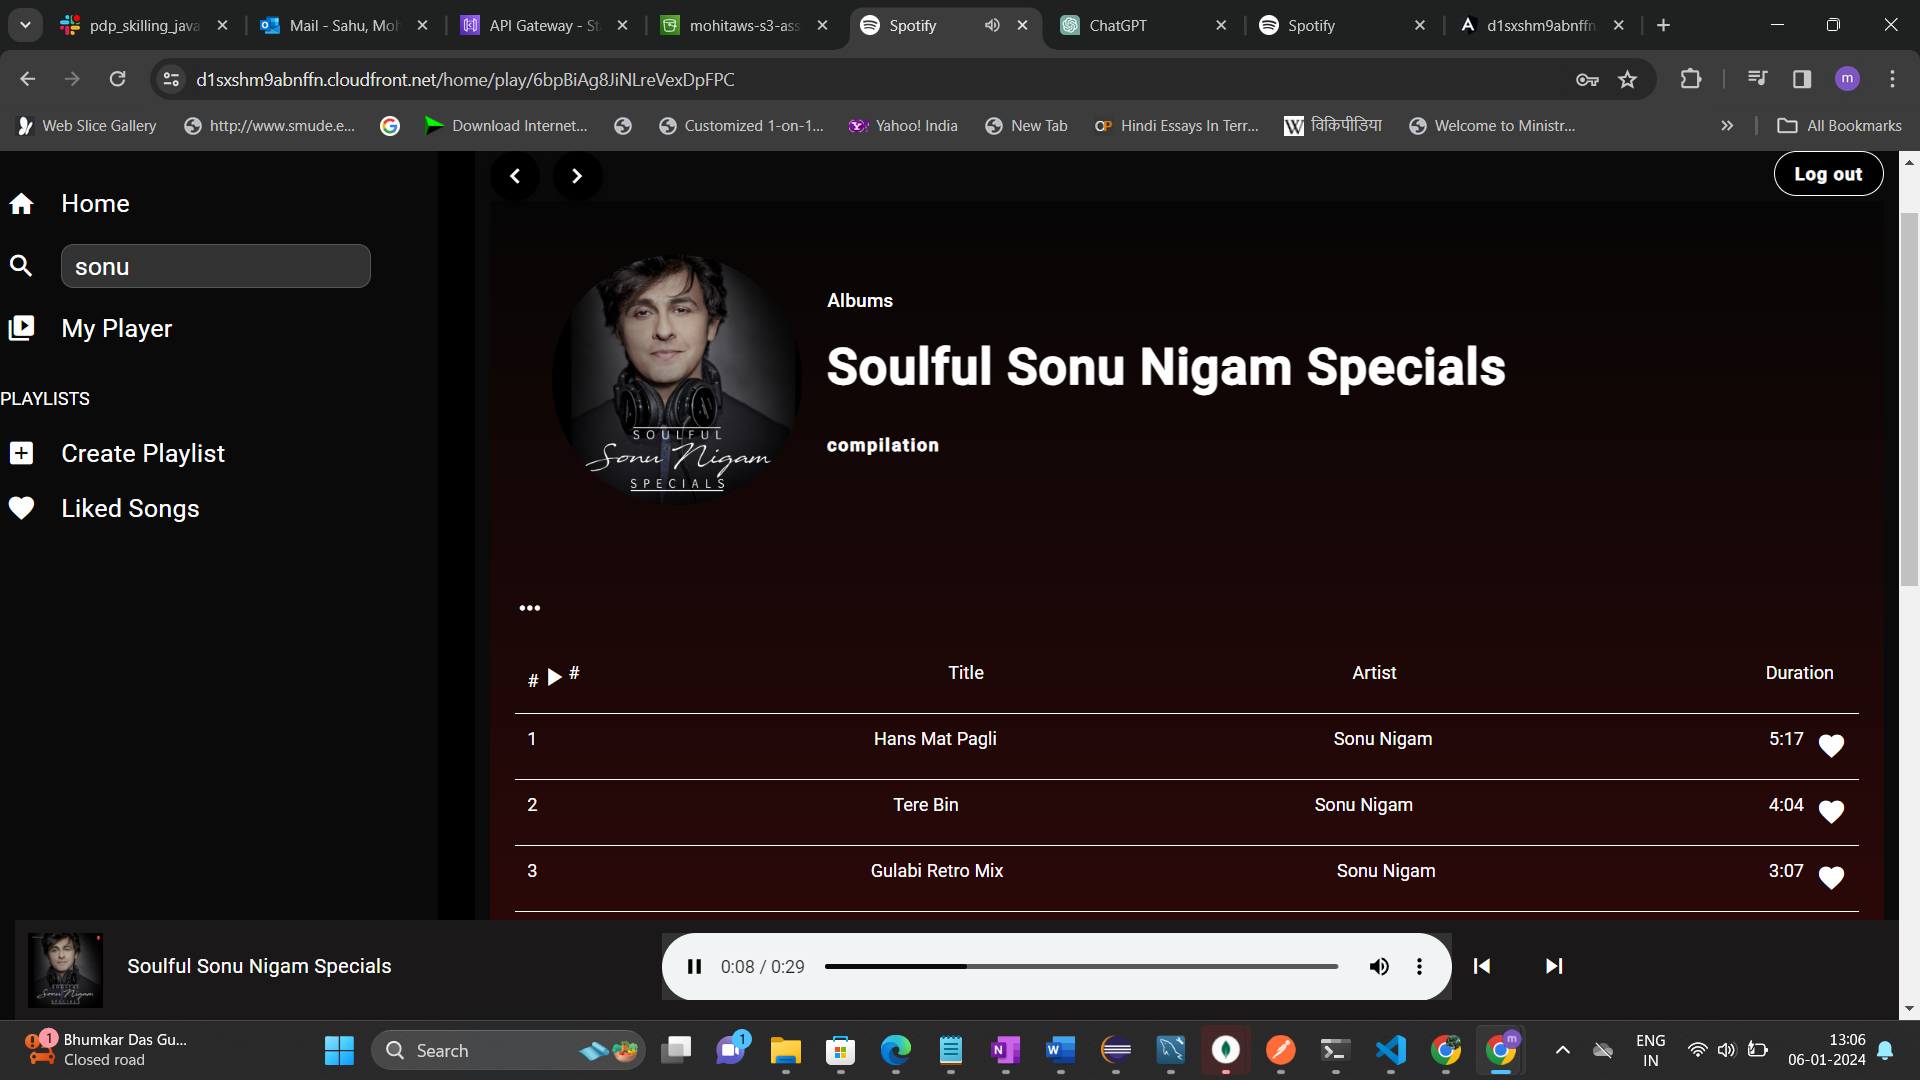 pdp_skilling_java
Mail - Sahu, Moh
API Gateway - St
mohitaws-s3-ass
Spotify
ChatGPT
Spotify
d1sxshm9abnffn
d1sxshm9abnffn.cloudfront.net/home/play/6bpBiAg8JiNLreVexDpFPC
m
Web Slice Gallery
http://www.smude.e...
Download Internet...
Customized 1-on-1...
Yahoo! India
New Tab
OP Hindi Essays In Terr...
W विकिपीडिया
Welcome to Ministr...
All Bookmarks
Log out
Home
sonu
My Player
PLAYLISTS
Create Playlist
Liked Songs
SOULFUL
Sonu Nigam
SPECIALS
Albums
Soulful Sonu Nigam Specials
compilation
•••
# #
Title
Artist
Duration
1 Hans Mat Pagli Sonu Nigam 5:17
2 Tere Bin Sonu Nigam 4:04
3 Gulabi Retro Mix Sonu Nigam 3:07
Soulful Sonu Nigam Specials
0:08 / 0:29
1
Bhumkar Das Gu...
Closed road
Search
1
ENG
IN
13:06
06-01-2024